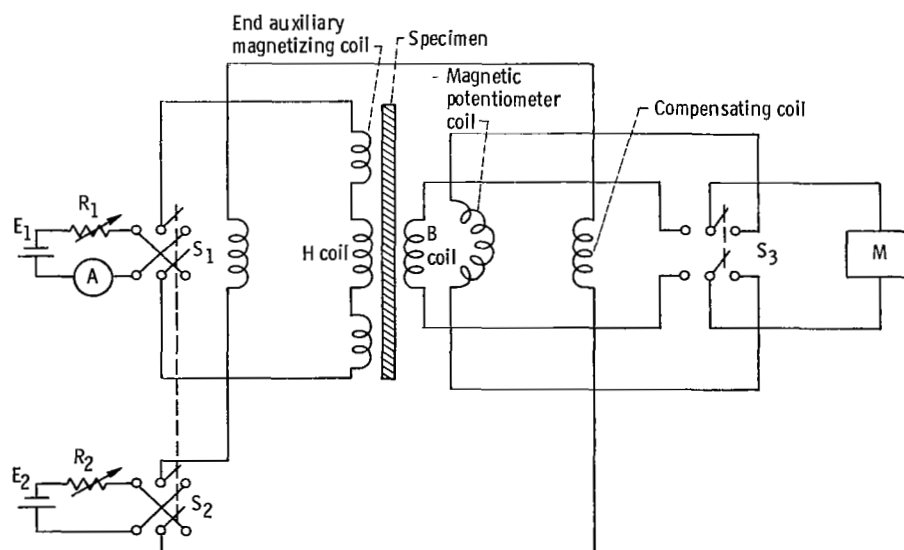 End auxiliary
magnetizing coil
Specimen
Magnetic
potentiometer
coil
Compensating coil
E1
R1
A
S1
H coil
B
coil
S3
M
E2
R2
S2